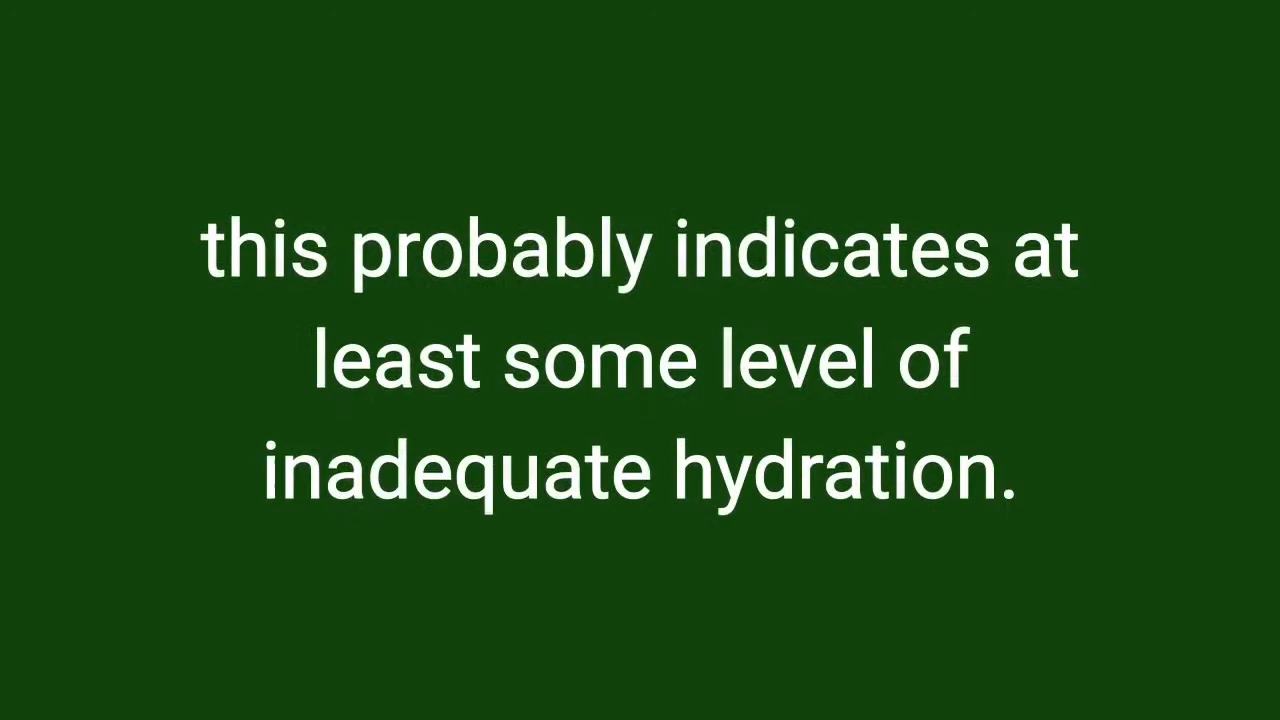 this probably indicates at
least some level of
inadequate hydration.